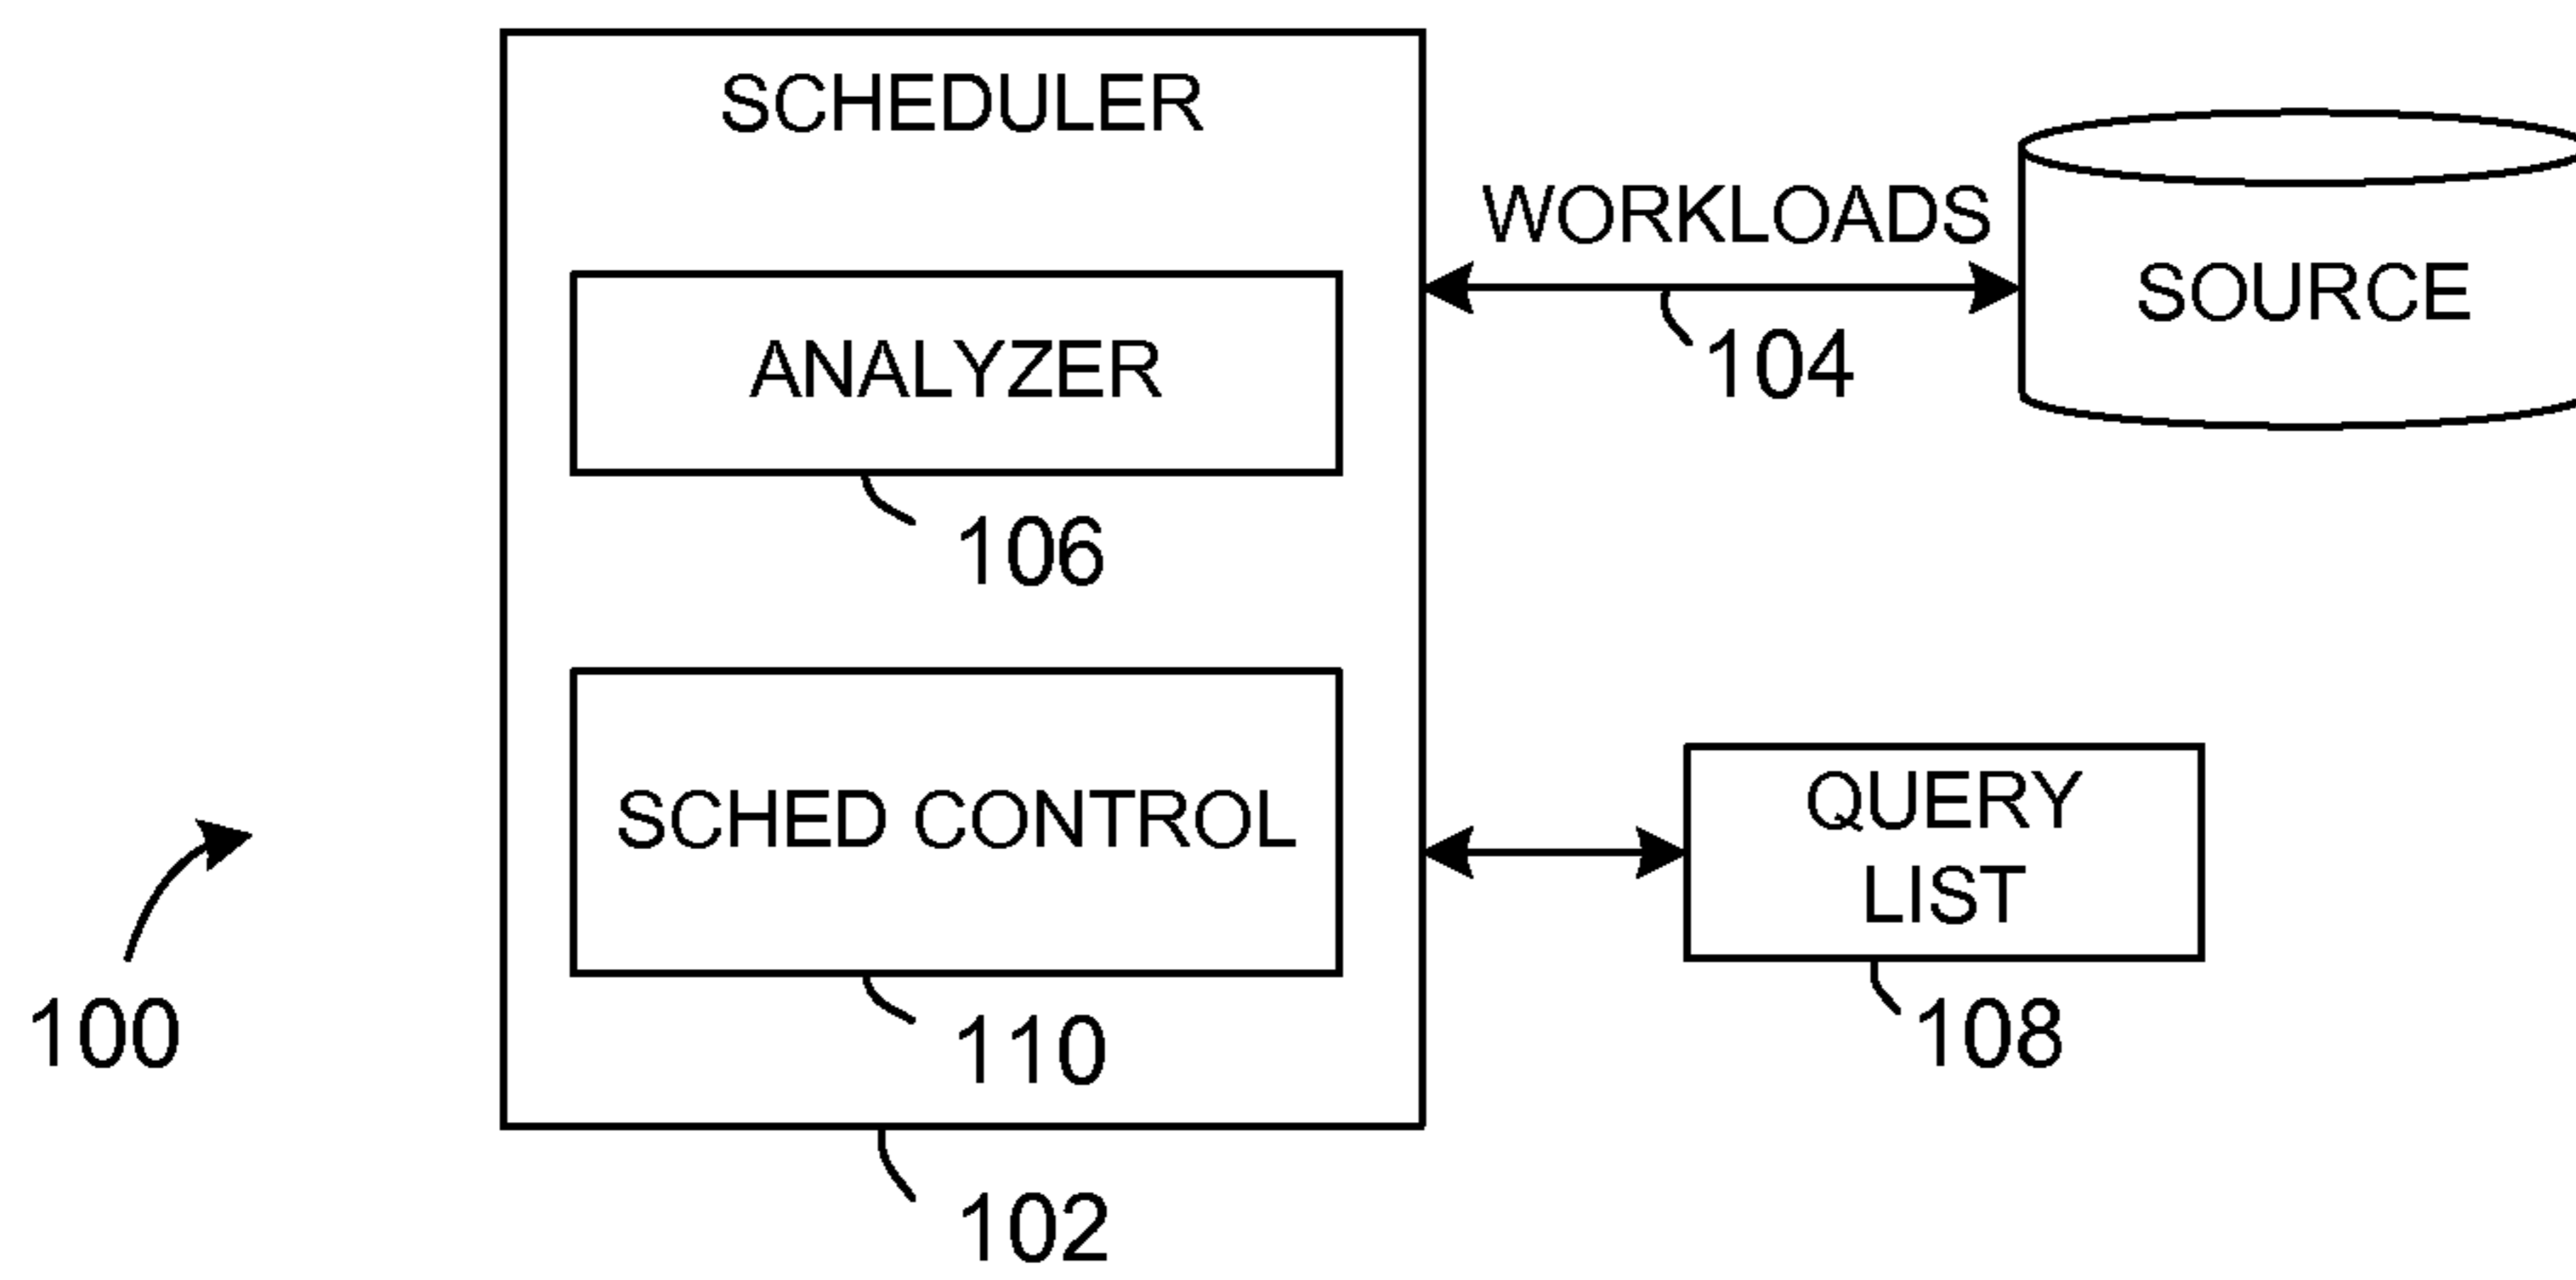 SCHEDULER
WORKLOADS
SOURCE
104
ANALYZER
106
SCHED CONTROL
QUERY
LIST
110
108
100
102